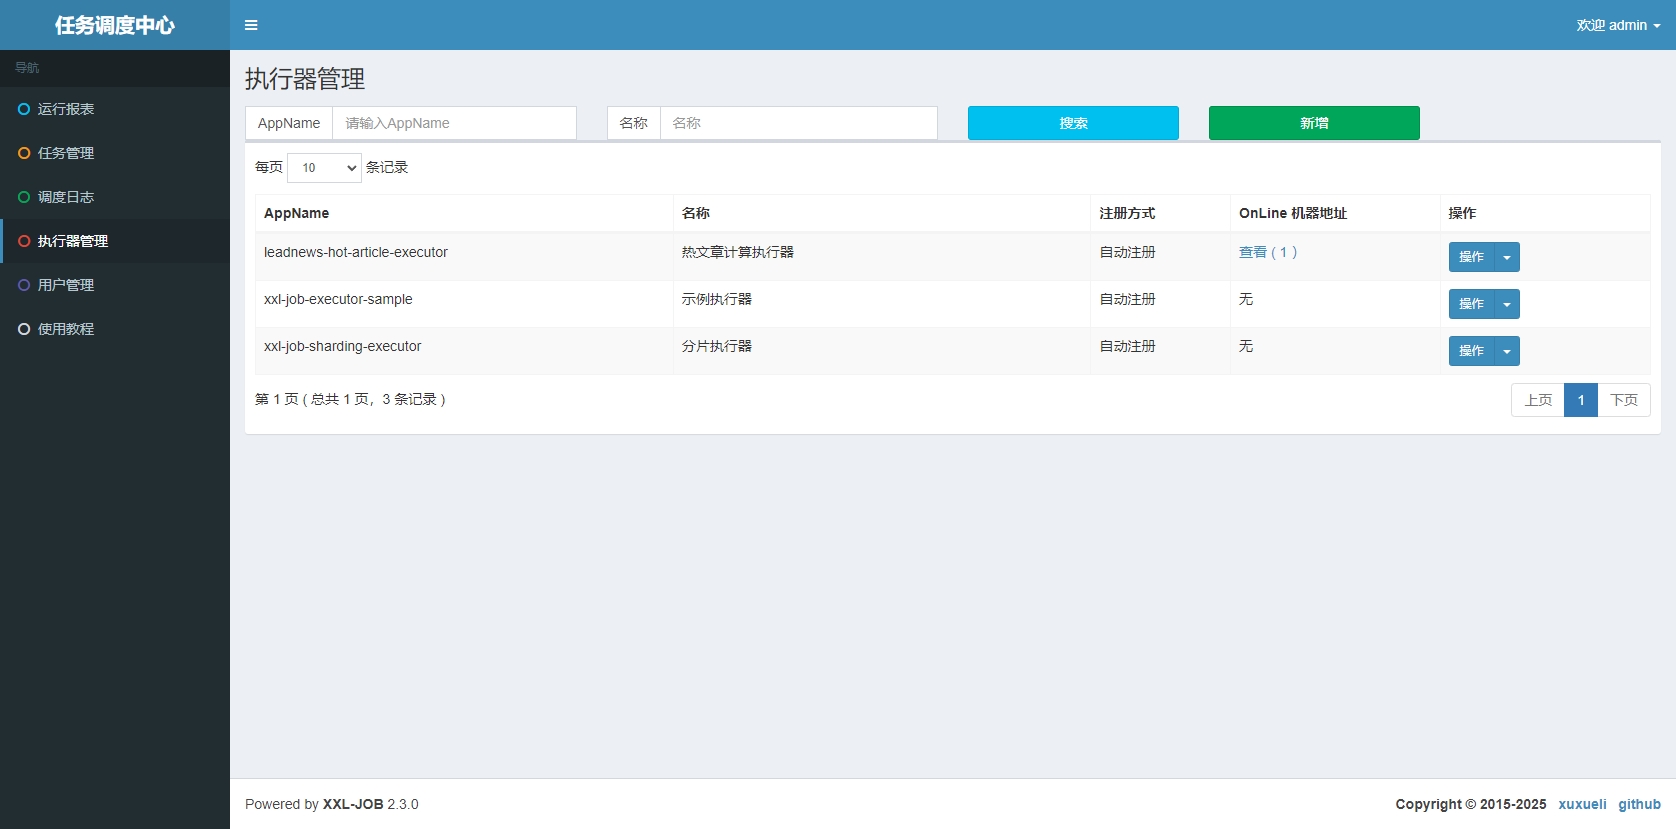 任务调度中心
欢迎 admin
导航
运行报表
任务管理
调度日志
执行器管理
用户管理
使用教程
执行器管理
AppName 请输入AppName 名称 名称 搜索 新增
每页 10 条记录
AppName 名称 注册方式 OnLine 机器地址 操作
leadnews-hot-article-executor 热文章计算执行器 自动注册 查看 ( 1 ) 操作
xxl-job-executor-sample 示例执行器 自动注册 无 操作
xxl-job-sharding-executor 分片执行器 自动注册 无 操作
第 1 页 ( 总共 1 页，3 条记录 ) 上页 1 下页
Powered by XXL-JOB 2.3.0 Copyright © 2015-2025 xuxueli github